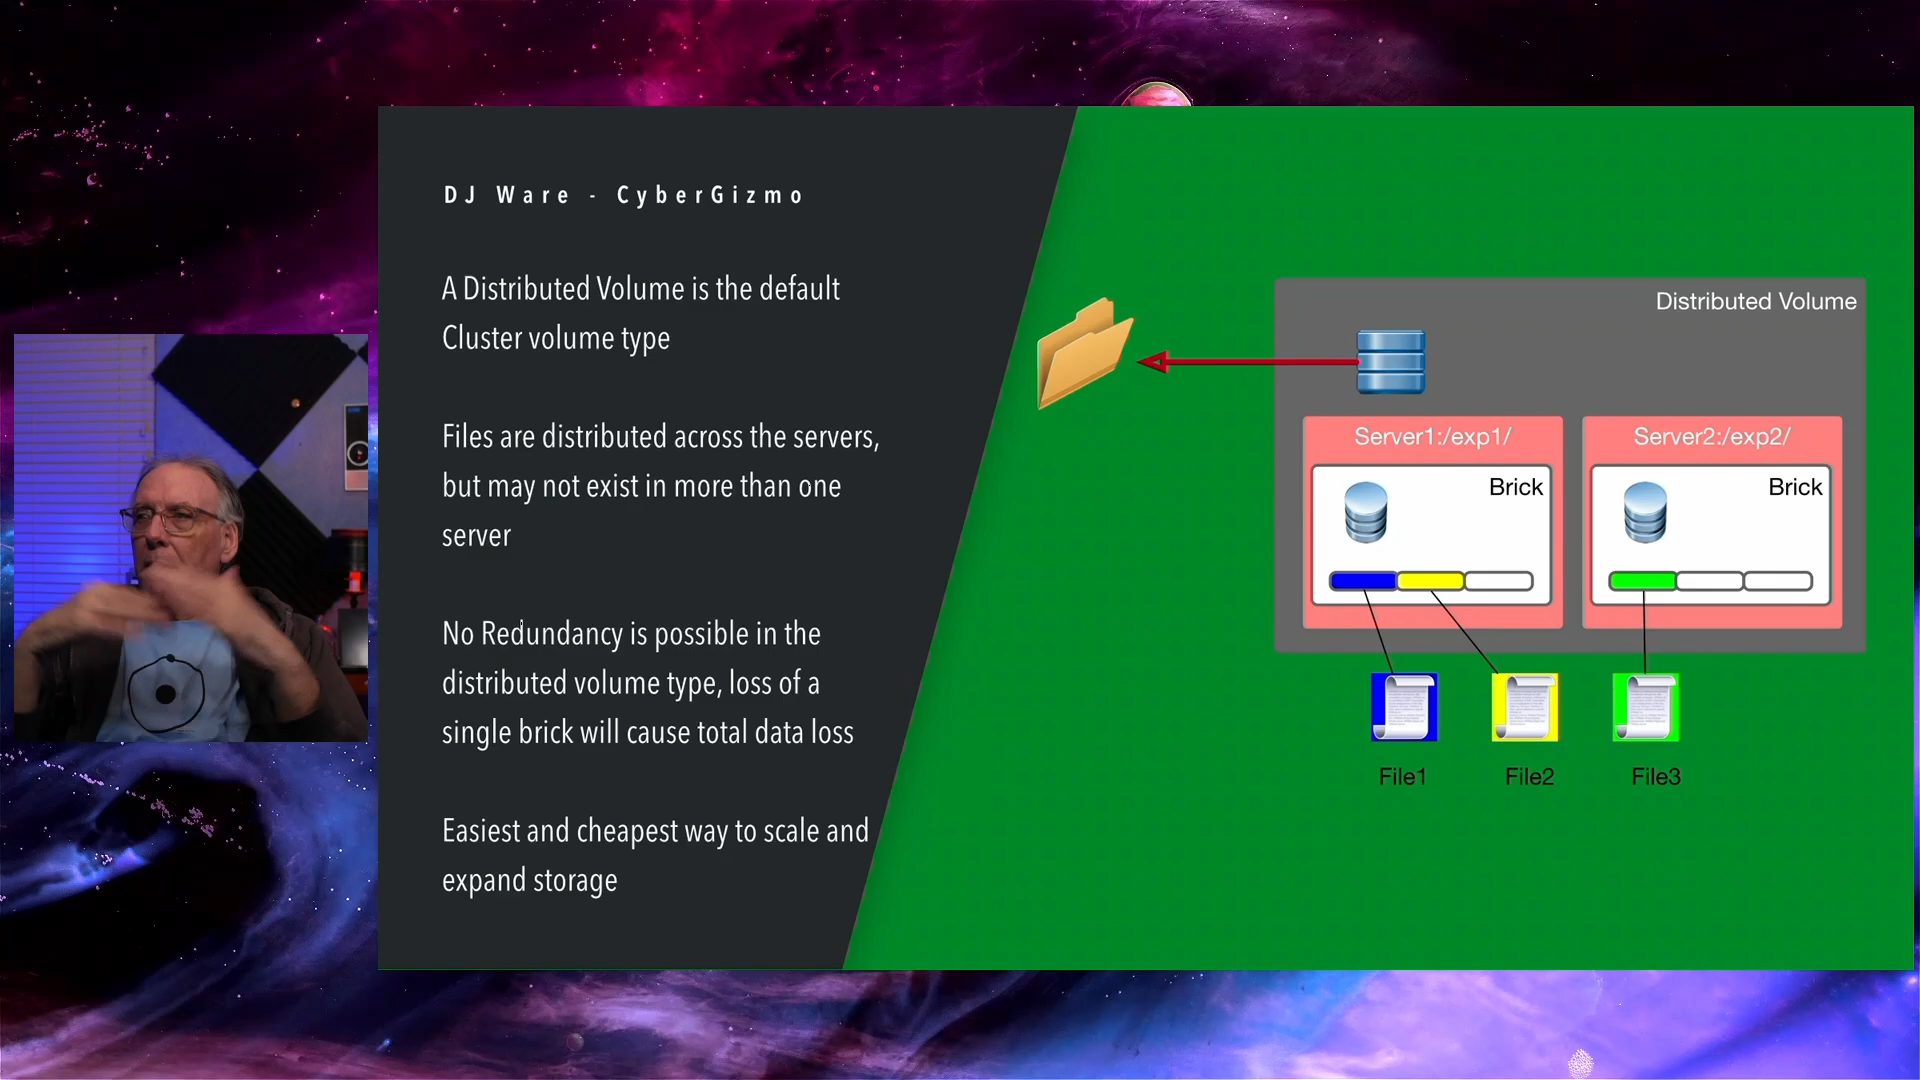 DJ Ware - CyberGizmo
A Distributed Volume is the default
Cluster volume type
Files are distributed across the servers,
but may not exist in more than one
server
No Redundancy is possible in the
distributed volume type, loss of a
single brick will cause total data loss
Easiest and cheapest way to scale and
expand storage
Distributed Volume
Server1:/exp1/
Server2:/exp2/
Brick
Brick
File1
File2
File3